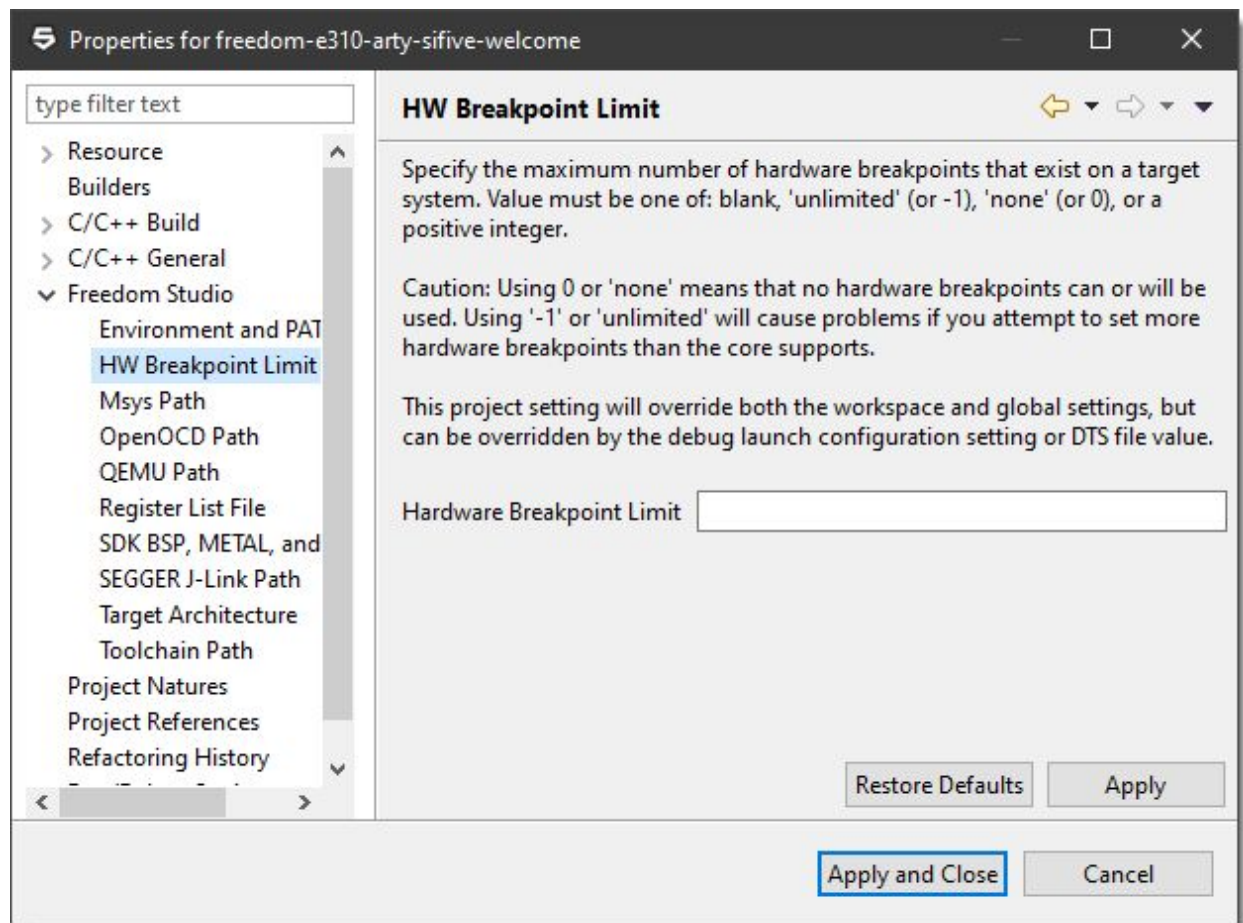 Properties for freedom-e310-arty-sifive-welcome
type filter text
Resource
Builders
C/C++ Build
C/C++ General
Freedom Studio
Environment and PAT
HW Breakpoint Limit
Msys Path
OpenOCD Path
QEMU Path
Register List File
SDK BSP, METAL, and
SEGGER J-Link Path
Target Architecture
Toolchain Path
Project Natures
Project References
Refactoring History
HW Breakpoint Limit
Specify the maximum number of hardware breakpoints that exist on a target
system. Value must be one of: blank, 'unlimited' (or -1), 'none' (or 0), or a
positive integer.
Caution: Using 0 or 'none' means that no hardware breakpoints can or will be
used. Using '-1' or 'unlimited' will cause problems if you attempt to set more
hardware breakpoints than the core supports.
This project setting will override both the workspace and global settings, but
can be overridden by the debug launch configuration setting or DTS file value.
Hardware Breakpoint Limit
Restore Defaults
Apply
Apply and Close
Cancel